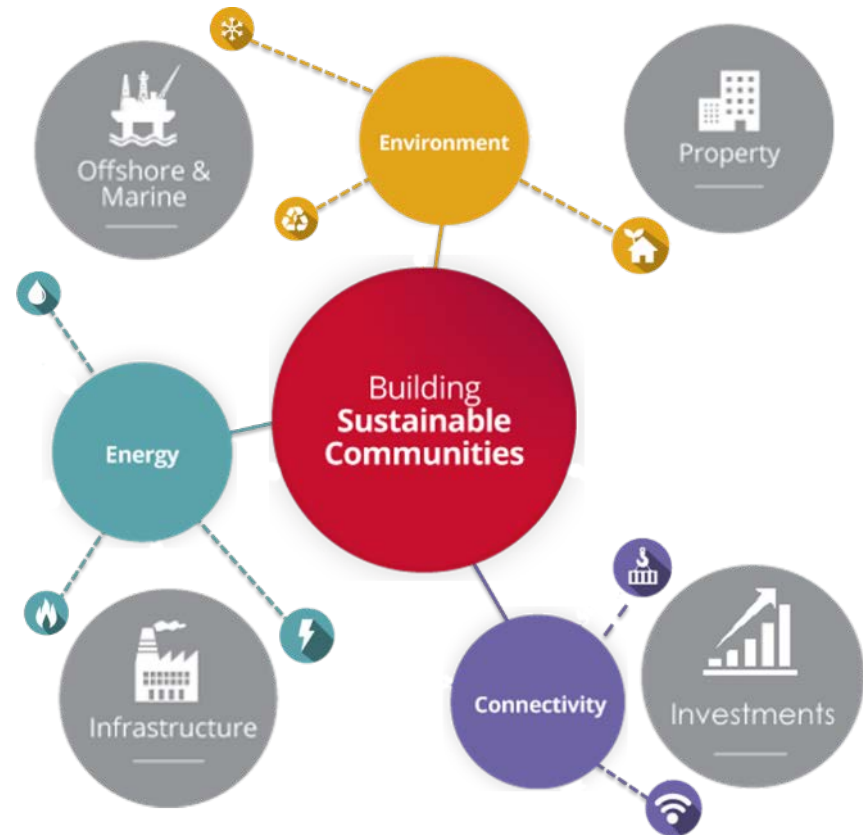 Environment
Offshore &
Marine
Property
Building
Sustainable
Communities
Energy
Connectivity
Infrastructure
Investments